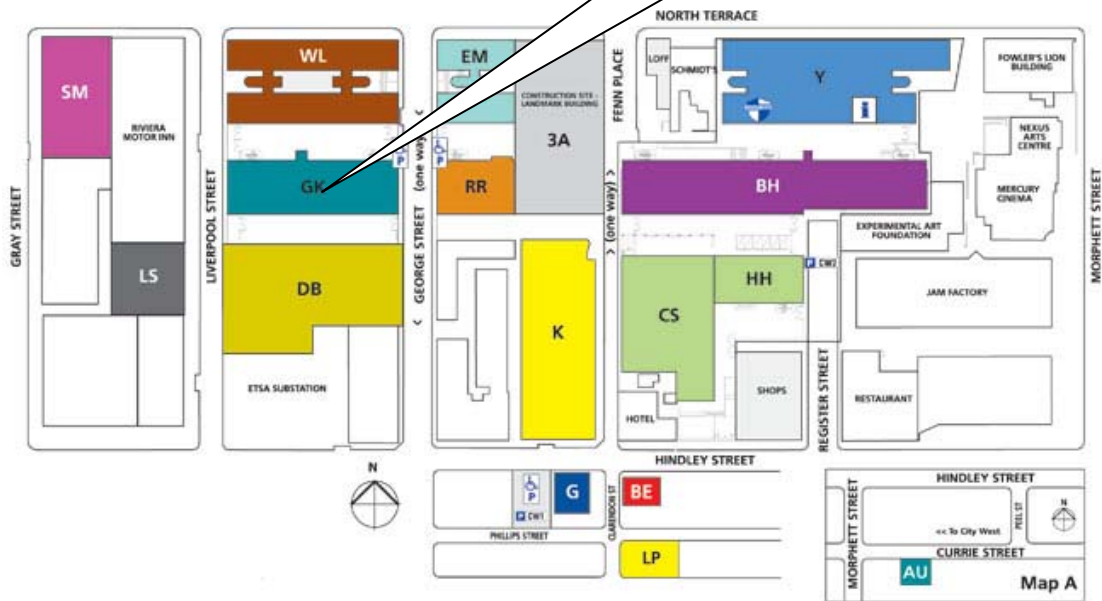 NORTH TERRACE
SM
RIVIERA
MOTOR INN
LS
GRAY STREET
LIVERPOOL STREET
WL
GK
DB
ETSA SUBSTATION
P
GEORGE STREET
(one way)
<
<
EM
CONSTRUCTION SITE -
LANDMARK BUILDING
3A
P
RR
K
FENN PLACE
(one way)
>
>
LOFF
SCHMIDT'S
Y
i
FOWLER'S LION
BUILDING
NEXUS
ARTS
CENTRE
MERCURY
CINEMA
BH
EXPERIMENTAL ART
FOUNDATION
P CW2
HH
CS
JAM FACTORY
SHOPS
HOTEL
REGISTER STREET
RESTAURANT
MORPHETT STREET
HINDLEY STREET
N
P
P CW1
G
CLARENDON ST
BE
PHILLIPS STREET
LP
HINDLEY STREET
MORPHETT STREET
PEEL ST
N
<< To City West
CURRIE STREET
AU
Map A